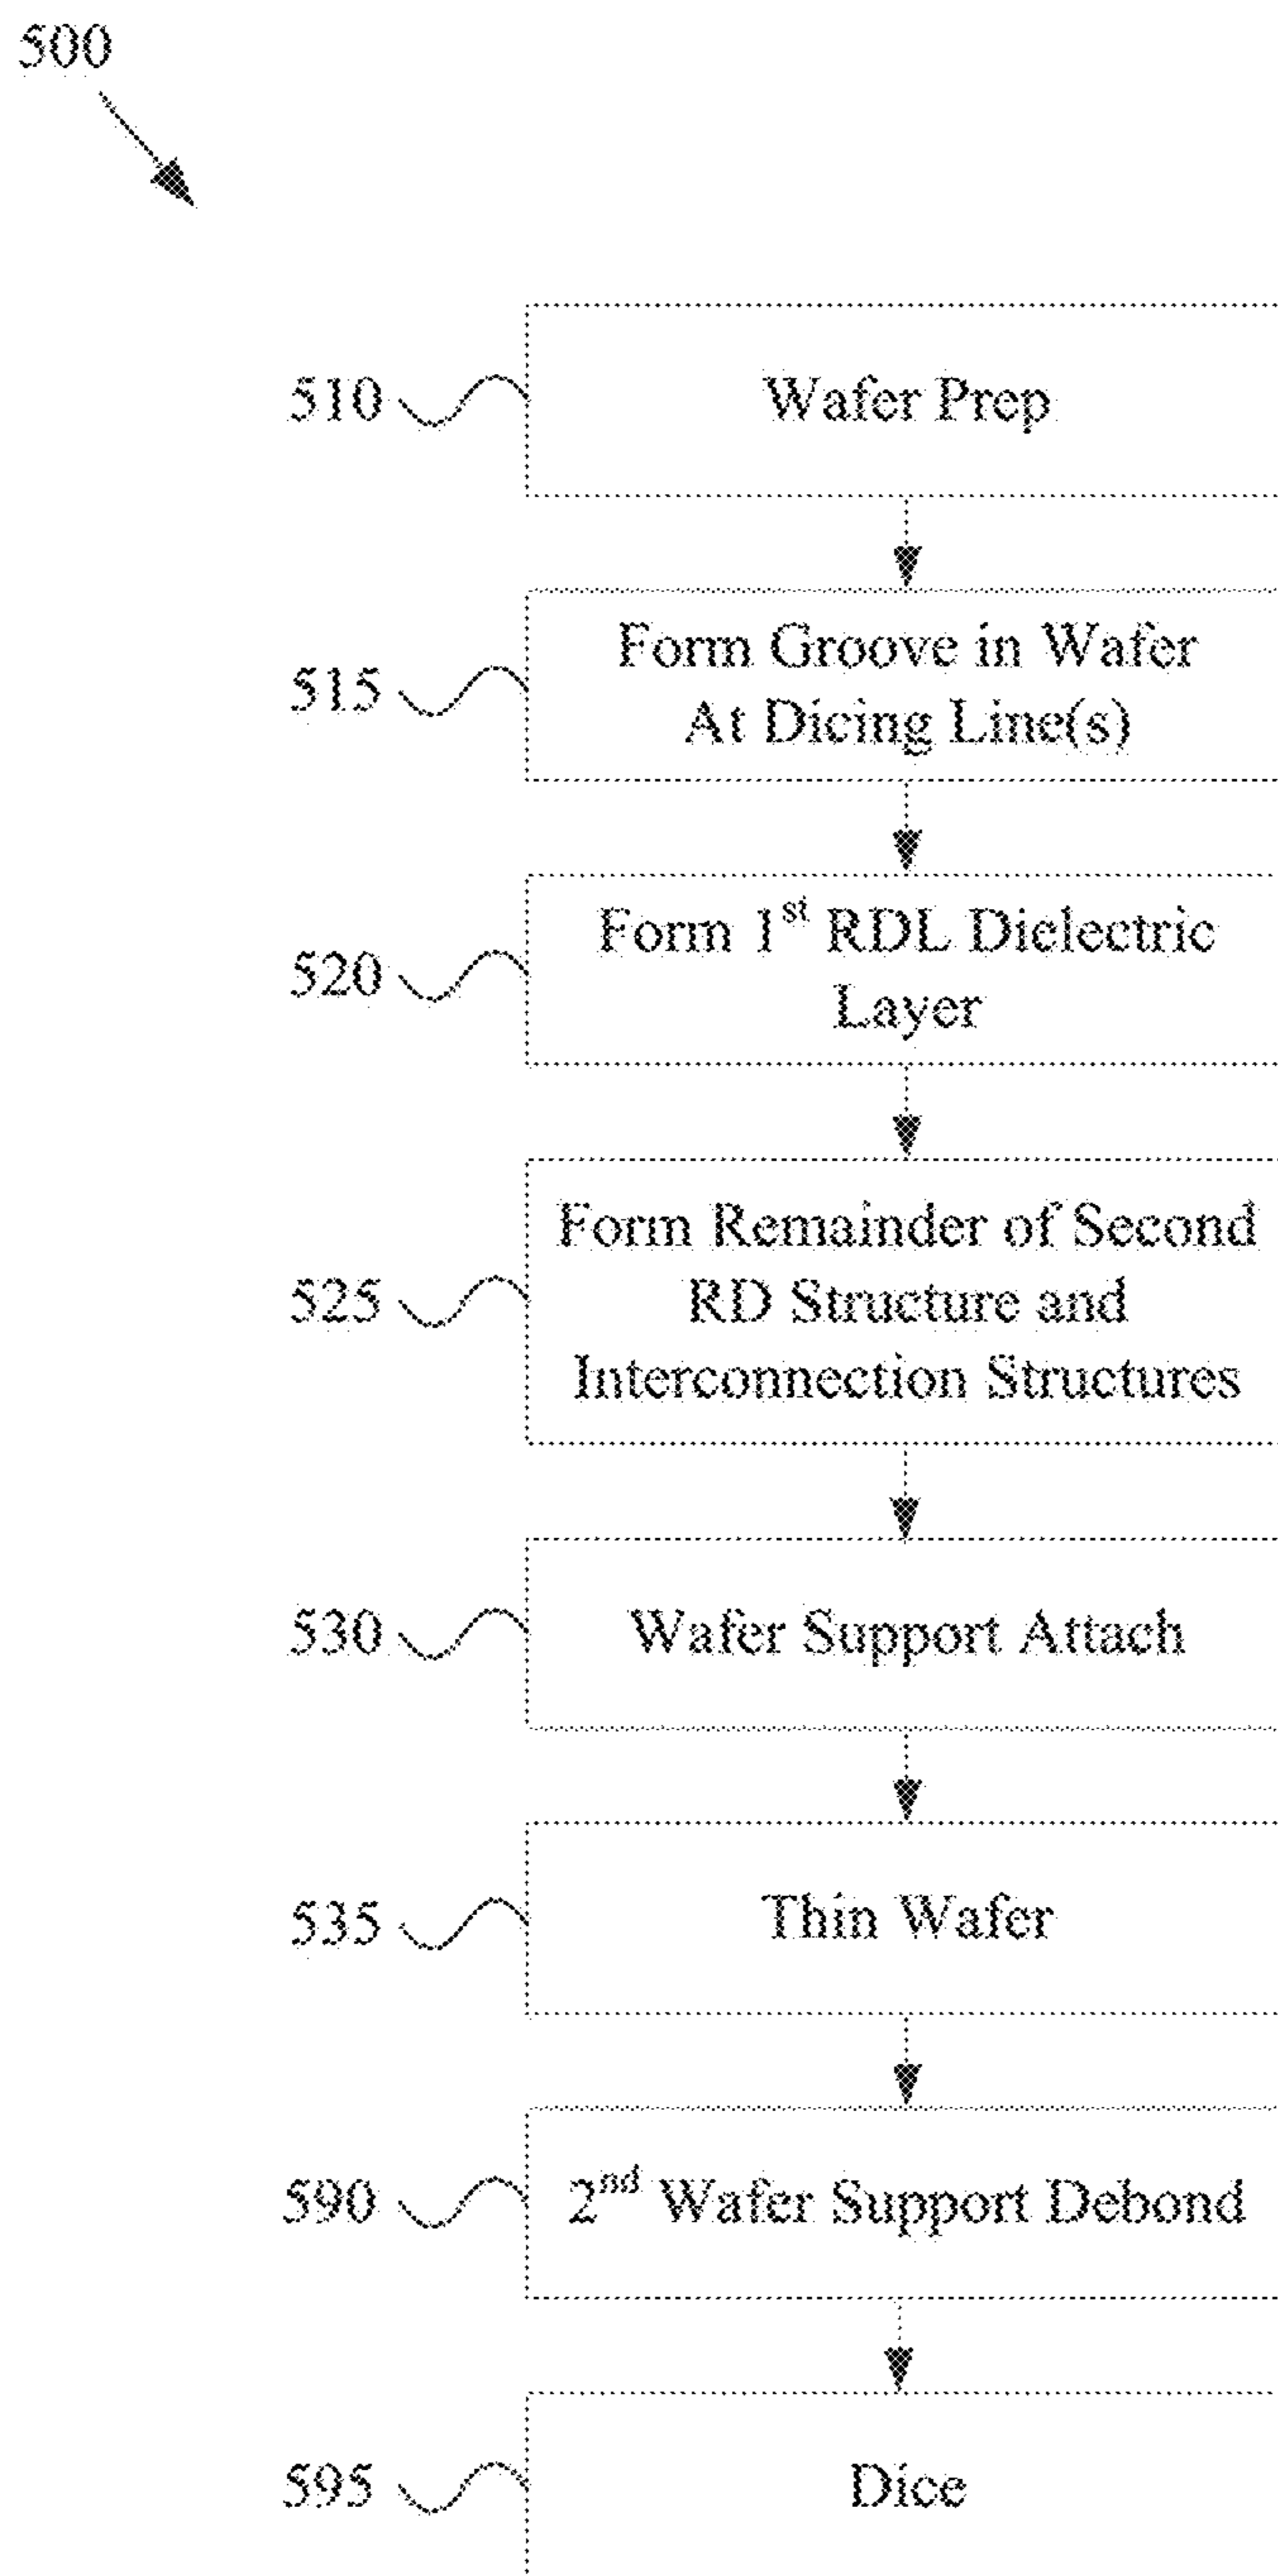 500
510
Wafer Prep
515
Form Groove in Wafer
At Dicing Line(s)
520
Form 1st RDL Dielectric
Layer
525
Form Remainder of Second
RD Structure and
Interconnection Structures
530
Wafer Support Attach
535
Thin Wafer
590
2nd Wafer Support Debond
595
Dice